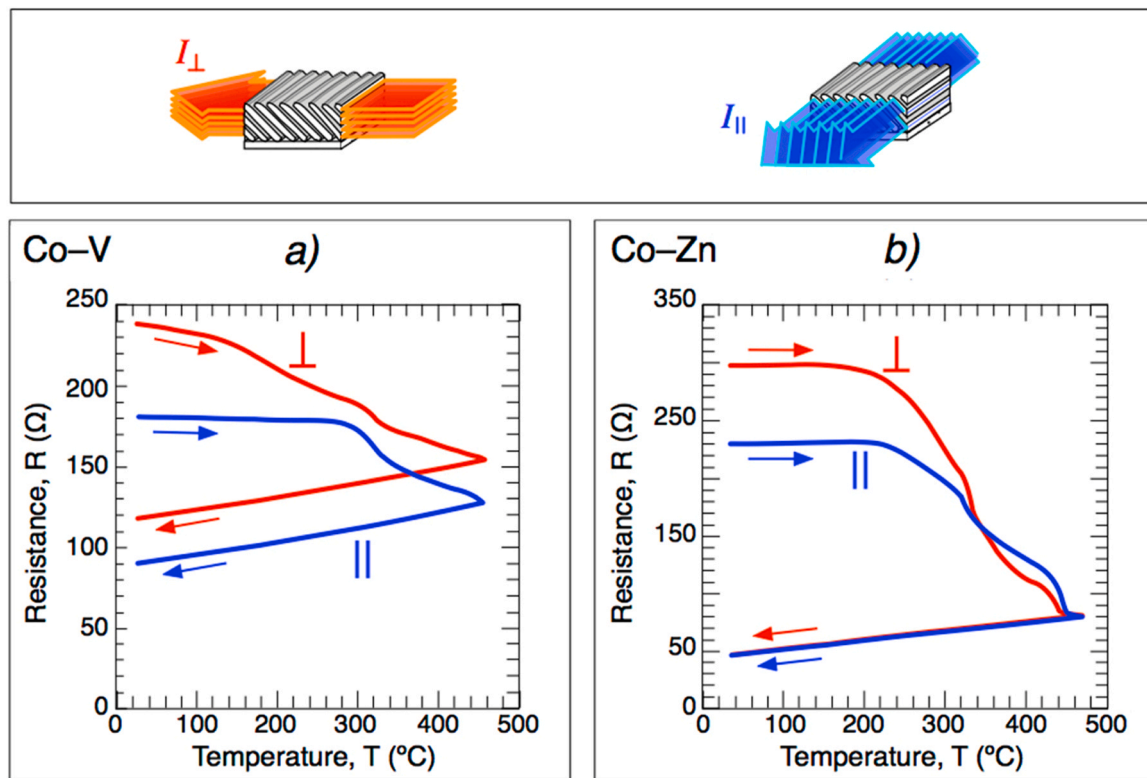 I⊥
I||
Co–V a)
250
200
150
100
50
0
0 100 200 300 400 500
Resistance, R (Ω)
Temperature, T (ºC)
⊥
||
Co–Zn b)
350
250
150
50
0
0 100 200 300 400 500
Resistance, R (Ω)
Temperature, T (ºC)
⊥
||